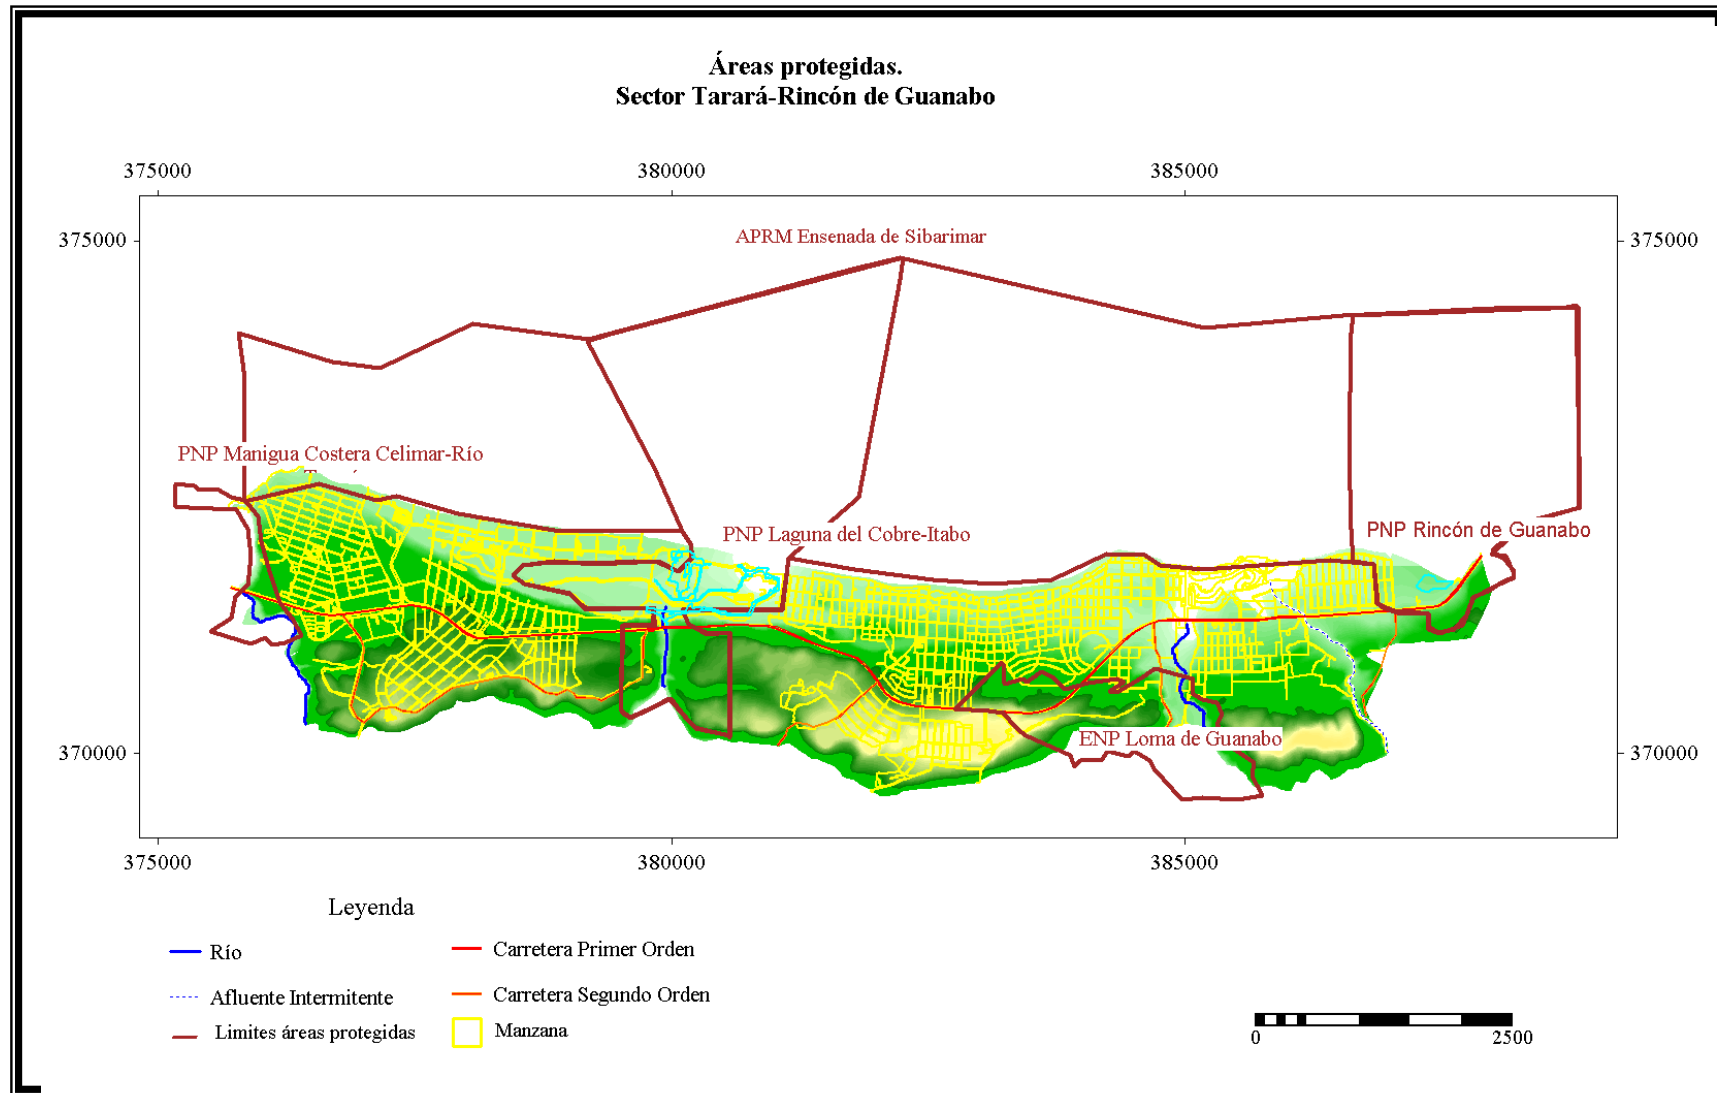 Áreas protegidas.
Sector Tarará-Rincón de Guanabo
375000 380000 385000
375000 375000
APRM Ensenada de Sibarimar
PNP Manigua Costera Celimar-Río
PNP Laguna del Cobre-Itabo
PNP Rincón de Guanabo
ENP Loma de Guanabo
370000 370000
375000 380000 385000
Leyenda
Río
Carretera Primer Orden
Afluente Intermitente
Carretera Segundo Orden
Limites áreas protegidas
Manzana
0 2500